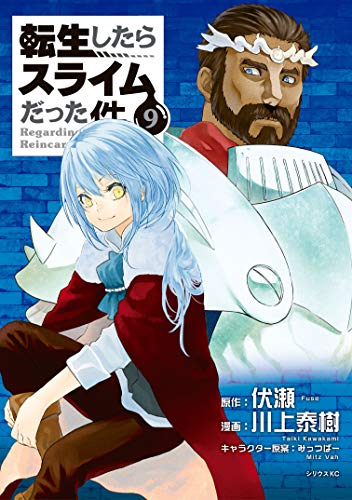 転生したら
スライム
だった件
9
Regarding
Reincar
原作：伏瀬 Fuse
漫画：川上泰樹
Taiki Kawakami
キャラクター原案：みっつばー
Mitz Vah
シリウスKC